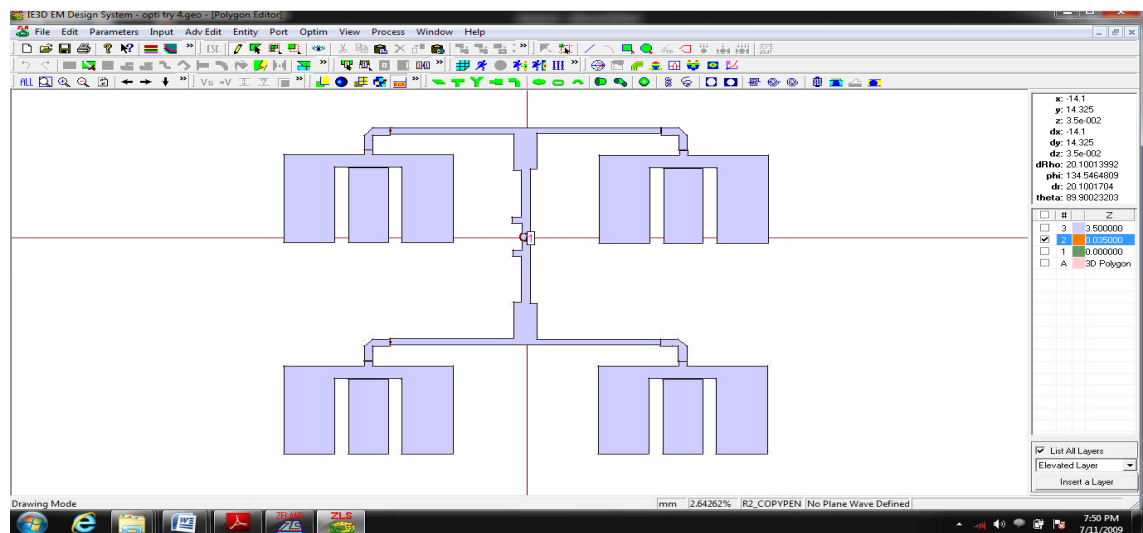 IE3D EM Design System - opti try 4.geo - [Polygon Editor]
File Edit Parameters Input Adv Edit Entity Port Optim View Process Window Help
ESC
ALL Vs +V
x: -14.1
y: 14.325
z: 3.5e-002
dx: -14.1
dy: 14.325
dz: 3.5e-002
dRho: 20.10013992
phi: 134.5464809
dr: 20.1001704
theta: 89.90023203
# Z
3 3.500000
2 0.035000
1 0.000000
A 3D Polygon
1
List All Layers
Elevated Layer
Insert a Layer
Drawing Mode mm 2.64262% R2_COPYPEN No Plane Wave Defined
ZLS
7:50 PM
7/11/2009